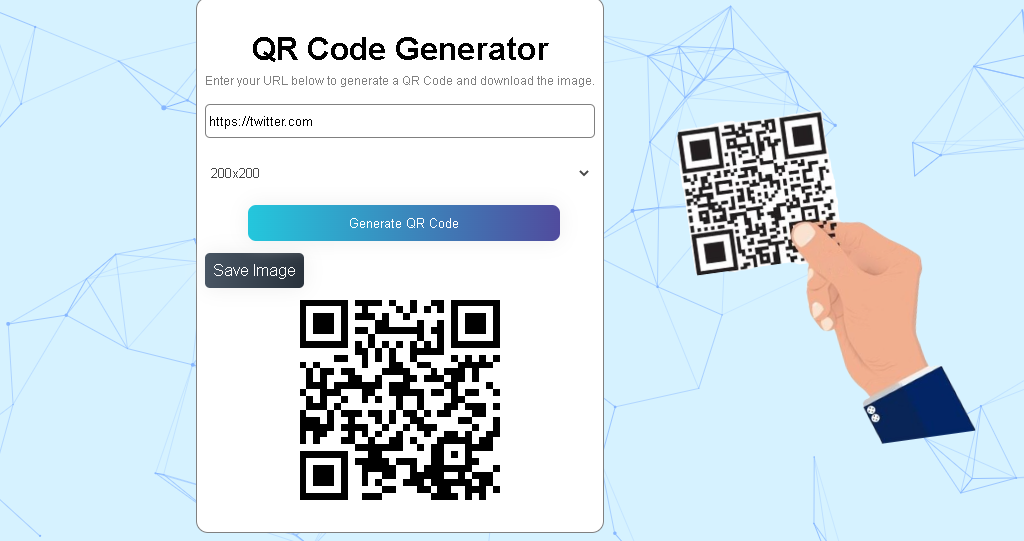 QR Code Generator
Enter your URL below to generate a QR Code and download the image.
https://twitter.com
200x200
Generate QR Code
Save Image